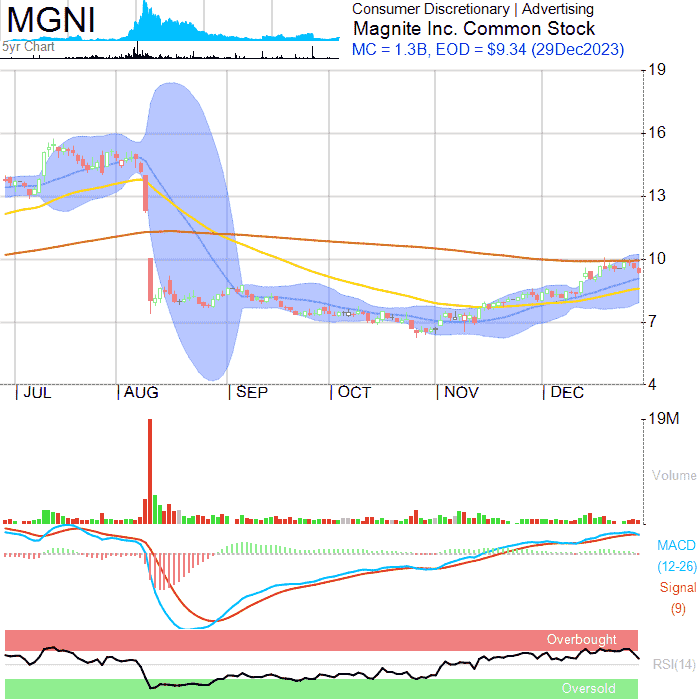 MGNI
5yr Chart
Consumer Discretionary | Advertising
Magnite Inc. Common Stock
MC = 1.3B, EOD = $9.34 (29Dec2023)
19
16
13
10
7
4
JUL AUG SEP OCT NOV DEC
19M
Volume
MACD
(12-26)
Signal
(9)
Overbought
RSI(14)
Oversold